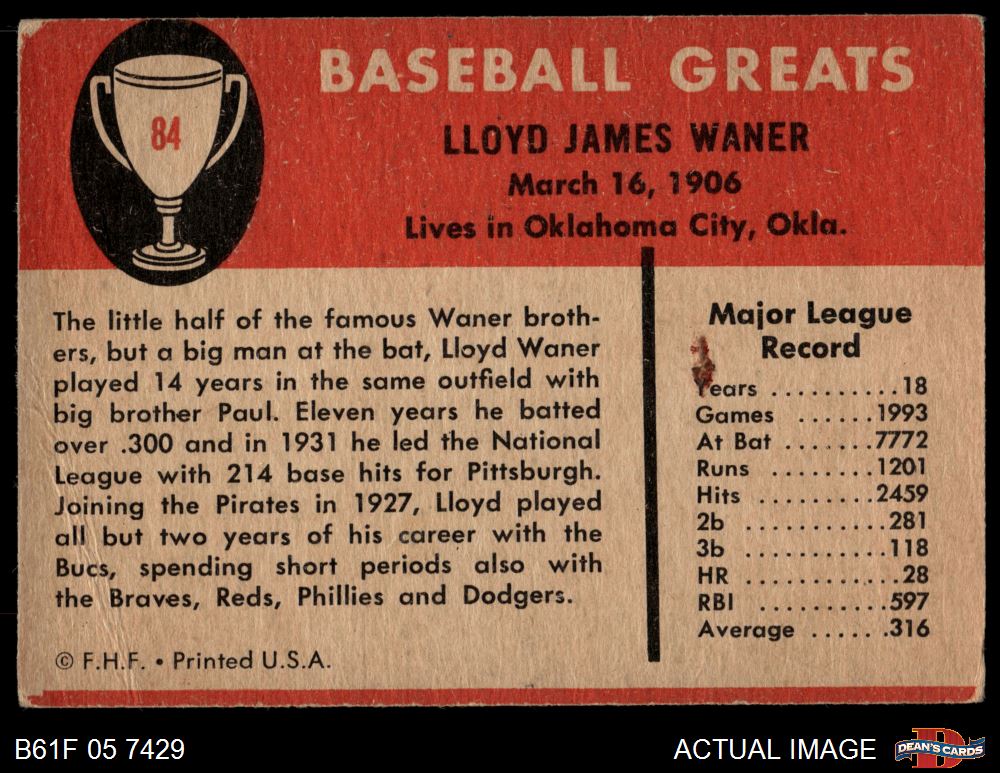 84
BASEBALL GREATS
LLOYD JAMES WANER
March 16, 1906
Lives in Oklahoma City, Okla.
The little half of the famous Waner broth-
ers, but a big man at the bat, Lloyd Waner
played 14 years in the same outfield with
big brother Paul. Eleven years he batted
over .300 and in 1931 he led the National
League with 214 base hits for Pittsburgh.
Joining the Pirates in 1927, Lloyd played
all but two years of his career with the
Bucs, spending short periods also with
the Braves, Reds, Phillies and Dodgers.
© F.H.F. • Printed U.S.A.
Major League
Record
Years ..........18
Games .......1993
At Bat .......7772
Runs ........1201
Hits .........2459
2b ...........281
3b ...........118
HR ............28
RBI ..........597
Average ......316
B61F 05 7429
ACTUAL IMAGE
D
DEAN'S CARDS